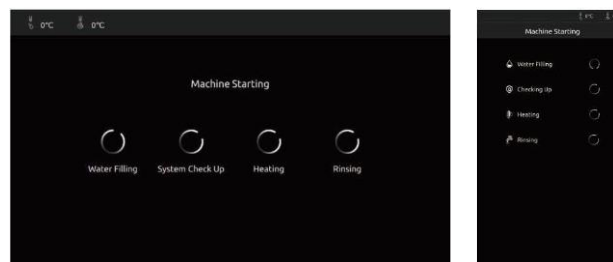 0°C 0°C
Machine Starting
Water Filling System Check Up Heating Rinsing
Machine Starting
Water Filling
Checking Up
Heating
Rinsing